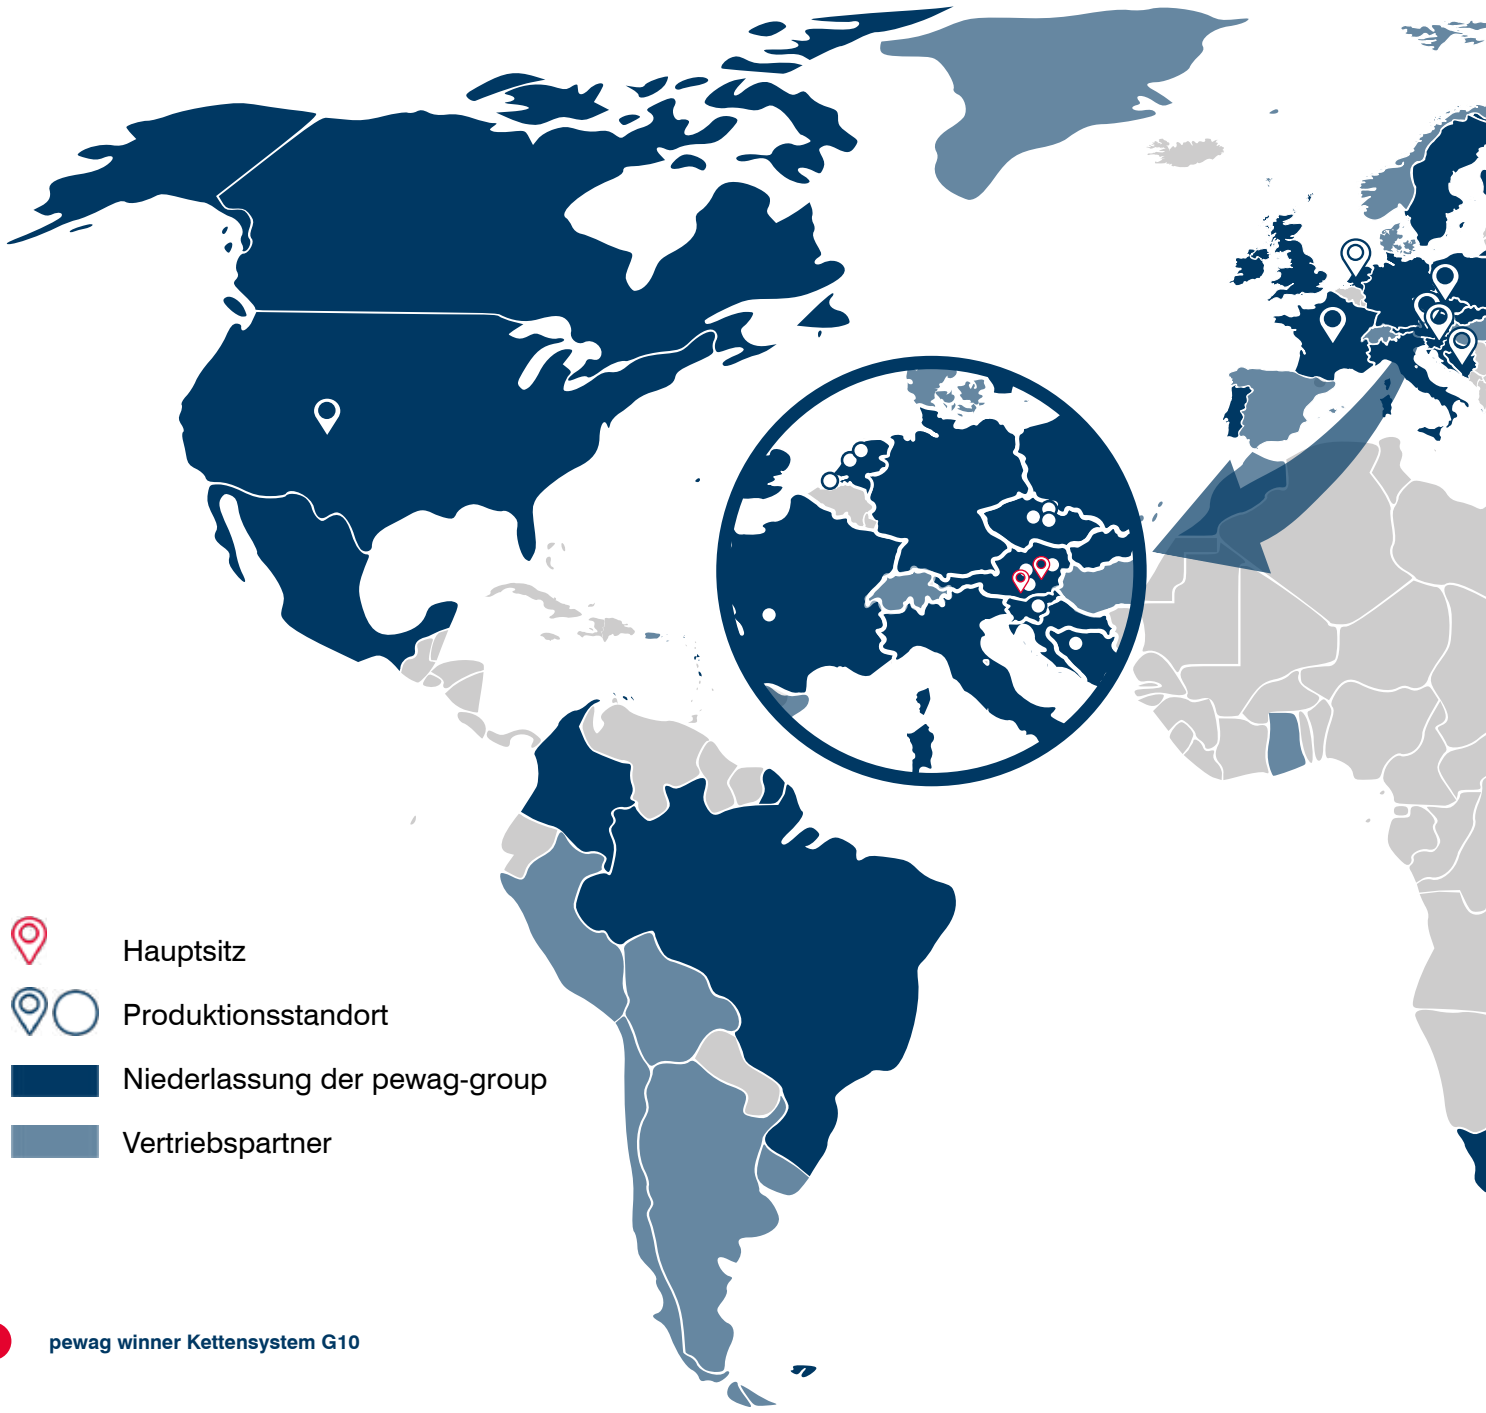 Hauptsitz
Produktionsstandort
Niederlassung der pewag-group
Vertriebspartner
pewag winner Kettensystem G10